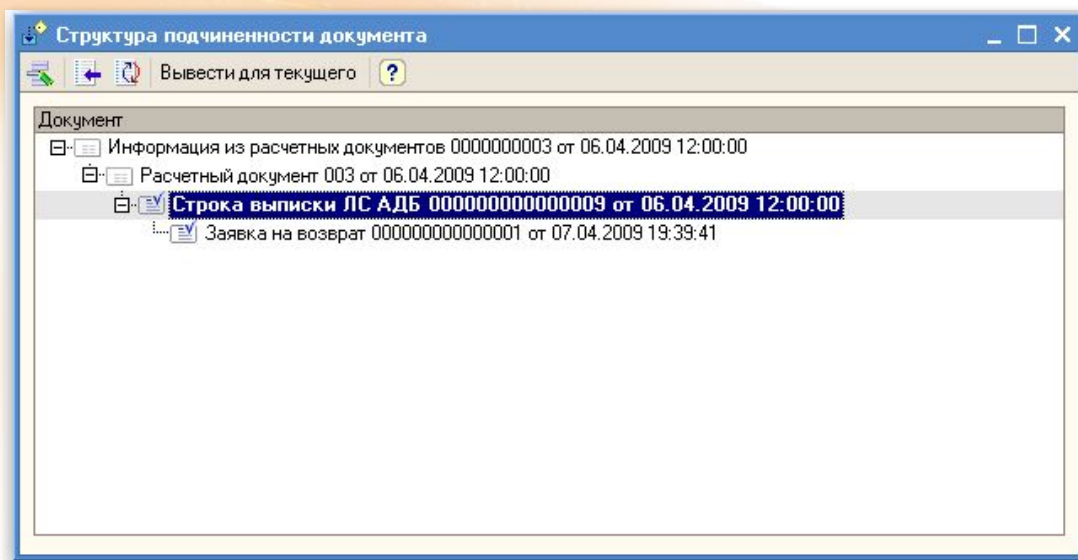 Структура подчиненности документа
Вывести для текущего ?
Документ
Информация из расчетных документов 0000000003 от 06.04.2009 12:00:00
Расчетный документ 003 от 06.04.2009 12:00:00
Строка выписки ЛС АДБ 000000000000009 от 06.04.2009 12:00:00
Заявка на возврат 000000000000001 от 07.04.2009 19:39:41